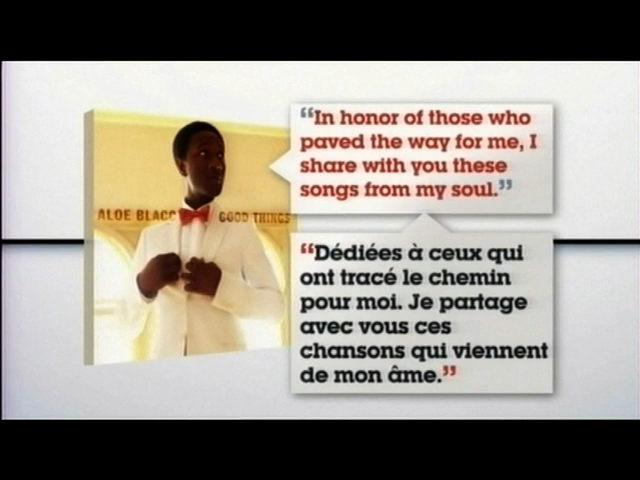 ALOE BLACC GOOD THINGS
“In honor of those who
paved the way for me, I
share with you these
songs from my soul.”
“Dédiées à ceux qui
ont tracé le chemin
pour moi. Je partage
avec vous ces
chansons qui viennent
de mon âme.”